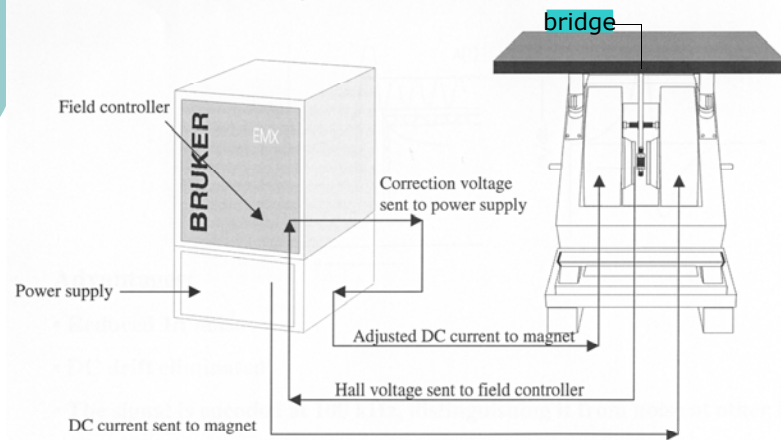 bridge
Field controller
BRUKER
EMX
Correction voltage
sent to power supply
Power supply
Adjusted DC current to magnet
Hall voltage sent to field controller
DC current sent to magnet